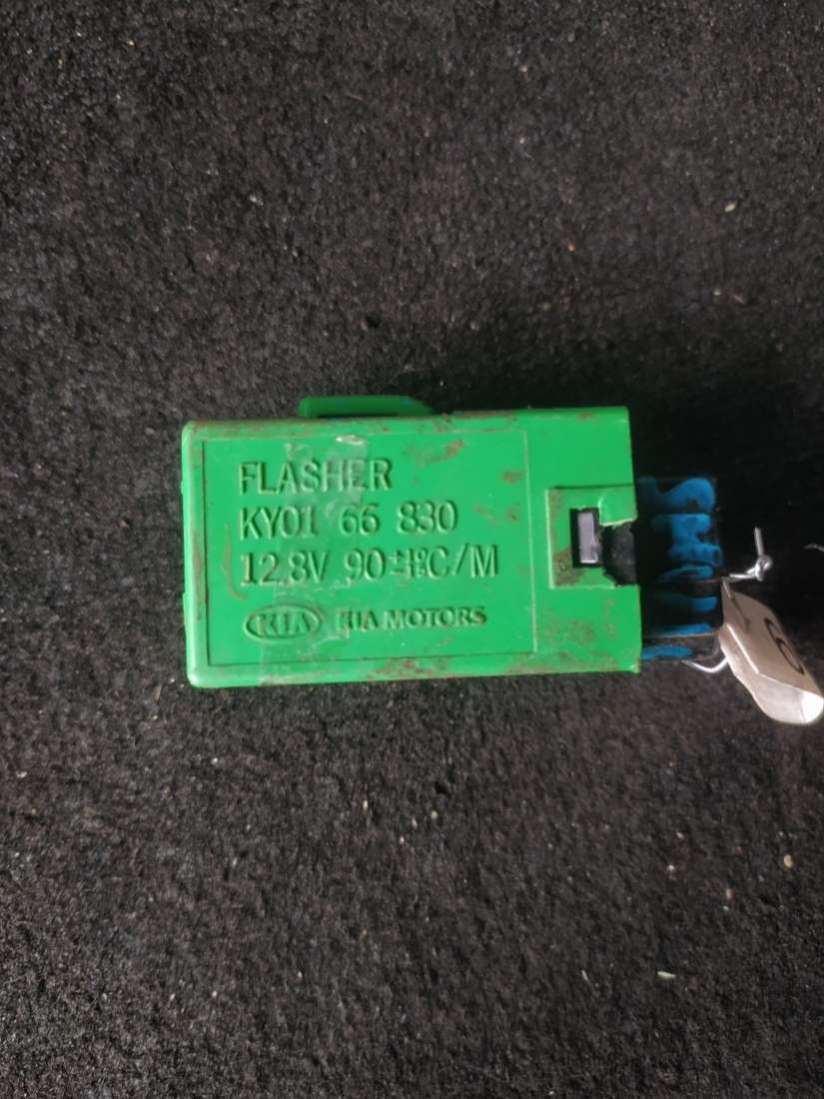 FLASHER
KY01 66 830
12.8V 90±10C/M
KIA KIA MOTORS